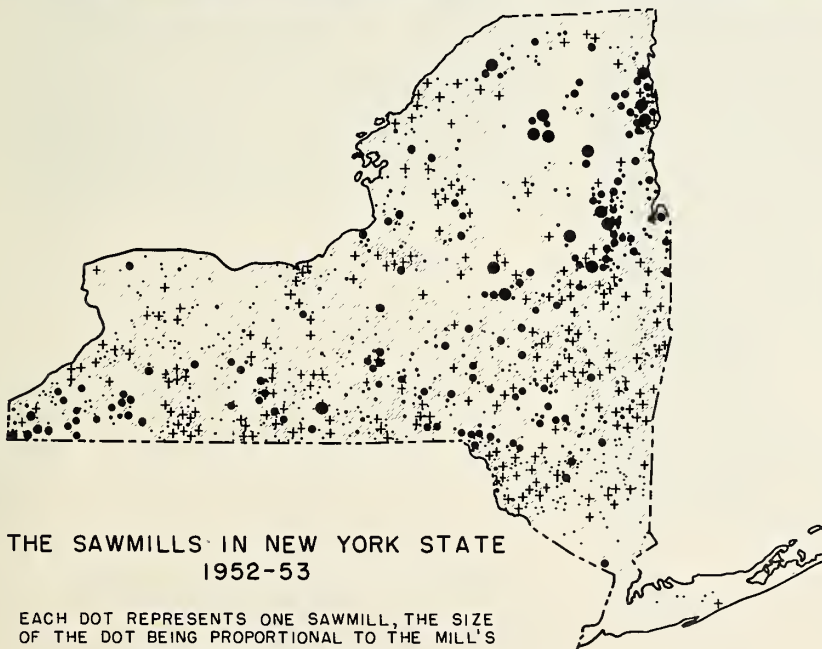 THE SAWMILLS IN NEW YORK STATE
1952-53
EACH DOT REPRESENTS ONE SAWMILL, THE SIZE
OF THE DOT BEING PROPORTIONAL TO THE MILL'S